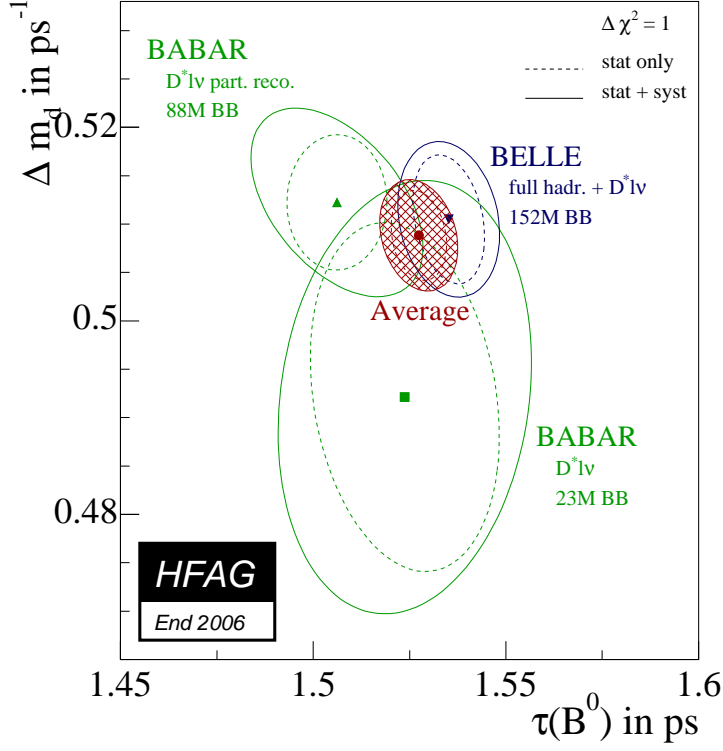 Δ m_d in ps⁻¹
Δ χ² = 1
stat only
stat + syst
BABAR
D*lν part. reco.
88M BB
BELLE
full hadr. + D*lν
152M BB
Average
BABAR
D*lν
23M BB
0.52
0.5
0.48
HFAG
End 2006
1.45
1.5
1.55
1.6
τ(B⁰) in ps